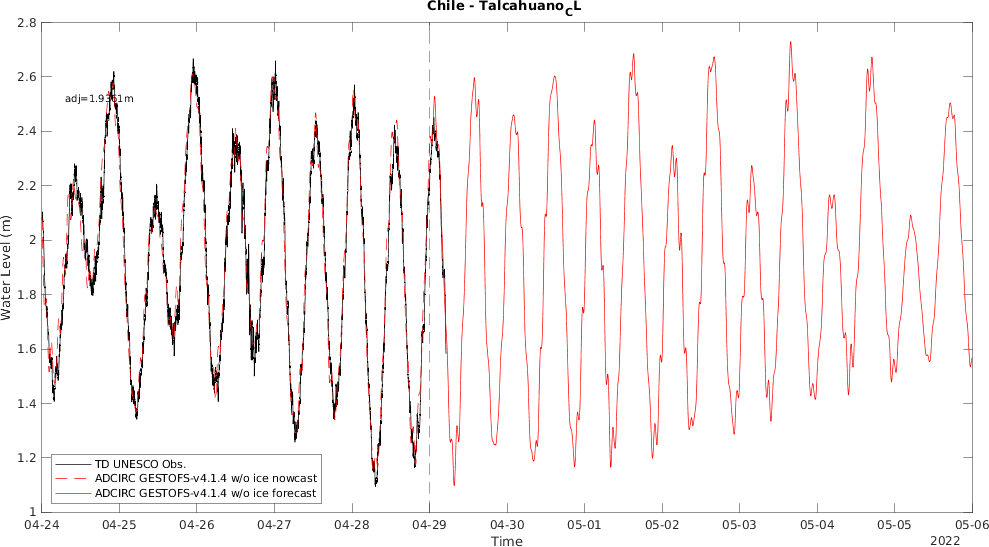 Chile - Talcahuano_CL
2.8
2.6
2.4
2.2
2
1.8
1.6
1.4
1.2
1
Water Level (m)
adj=1.9361m
TD UNESCO Obs.
ADCIRC GESTOFS-v4.1.4 w/o ice nowcast
ADCIRC GESTOFS-v4.1.4 w/o ice forecast
04-24 04-25 04-26 04-27 04-28 04-29 04-30 05-01 05-02 05-03 05-04 05-05 05-06
Time
2022